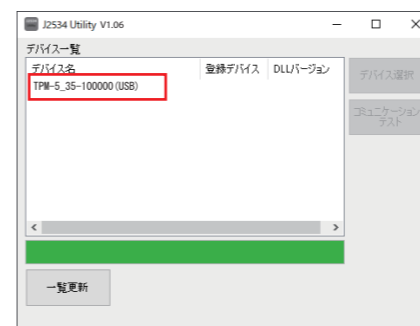 J2534 Utility V1.06
デバイス一覧
デバイス名 登録デバイス DLLバージョン
TPM-5_35-100000(USB)
デバイス選択
コミュニケーション
テスト
一覧更新